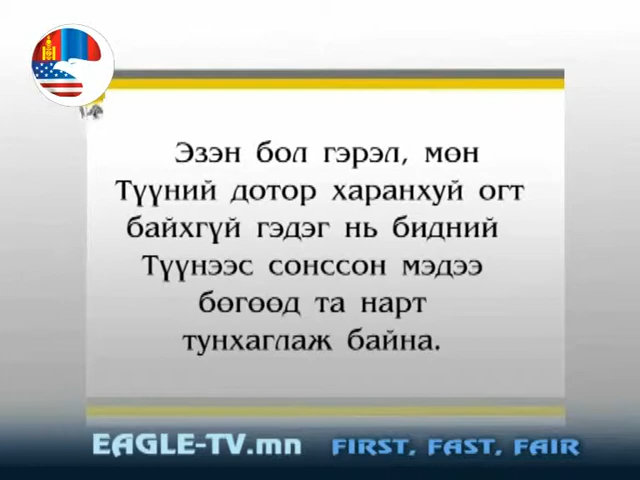 Эзэн бол гэрэл, мөн
Түүний дотор харанхуй огт
байхгүй гэдэг нь бидний
Түүнээс сонссон мэдээ
бөгөөд та нарт
тунхаглаж байна.
EAGLE-TV.mn FIRST, FAST, FAIR